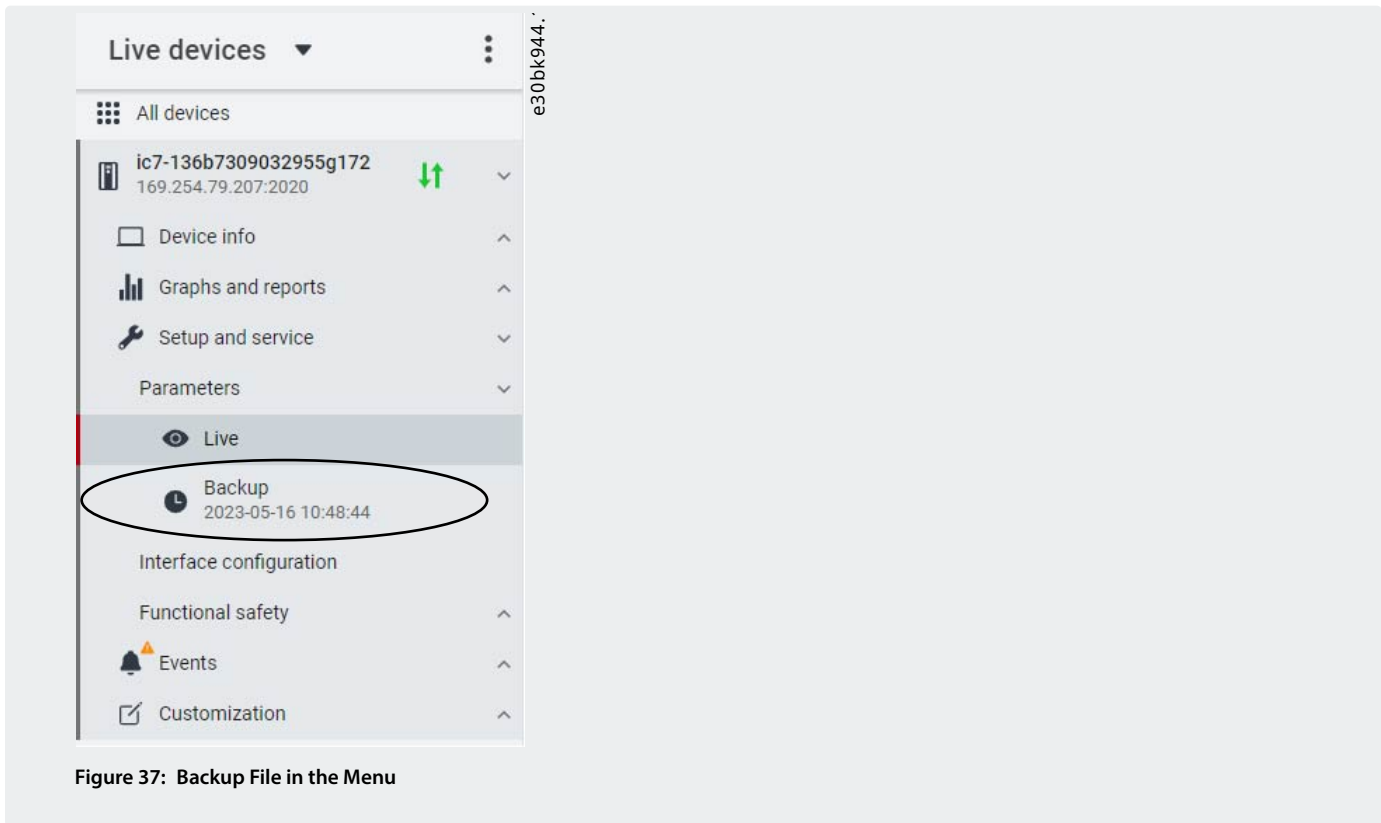 Live devices
e30bk944.
All devices
ic7-136b7309032955g172
169.254.79.207:2020
Device info
Graphs and reports
Setup and service
Parameters
Live
Backup
2023-05-16 10:48:44
Interface configuration
Functional safety
Events
Customization
Figure 37: Backup File in the Menu